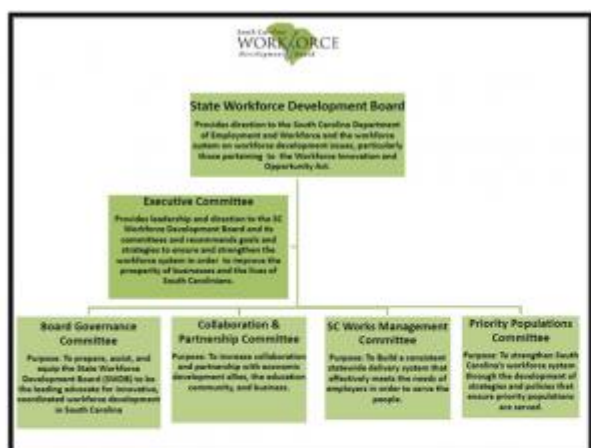 South Carolina
WORKFORCE
Development Board
State Workforce Development Board
Provides direction to the South Carolina Department
of Employment and Workforce and the workforce
system on workforce development issues, particularly
those pertaining to the Workforce Innovation and
Opportunity Act.
Executive Committee
Provides leadership and direction to the SC
Workforce Development Board and its
committees and recommends goals and
strategies to ensure and strengthen the
workforce system in order to improve the
prosperity of businesses and the lives of
South Carolinians.
Board Governance
Committee
Purpose: To prepare, assist, and
equip the State Workforce
Development Board (SWDB) to be
the leading advocate for innovative,
coordinated workforce development
in South Carolina
Collaboration &
Partnership Committee
Purpose: To increase collaboration
and partnership with economic
development allies, the education
community, and business.
SC Works Management
Committee
Purpose: To Build a consistent
statewide delivery system that
effectively meets the needs of
employers in order to serve the
people.
Priority Populations
Committee
Purpose: To strengthen South
Carolina's workforce system
through the development of
strategies and policies that
ensure priority populations
are served.